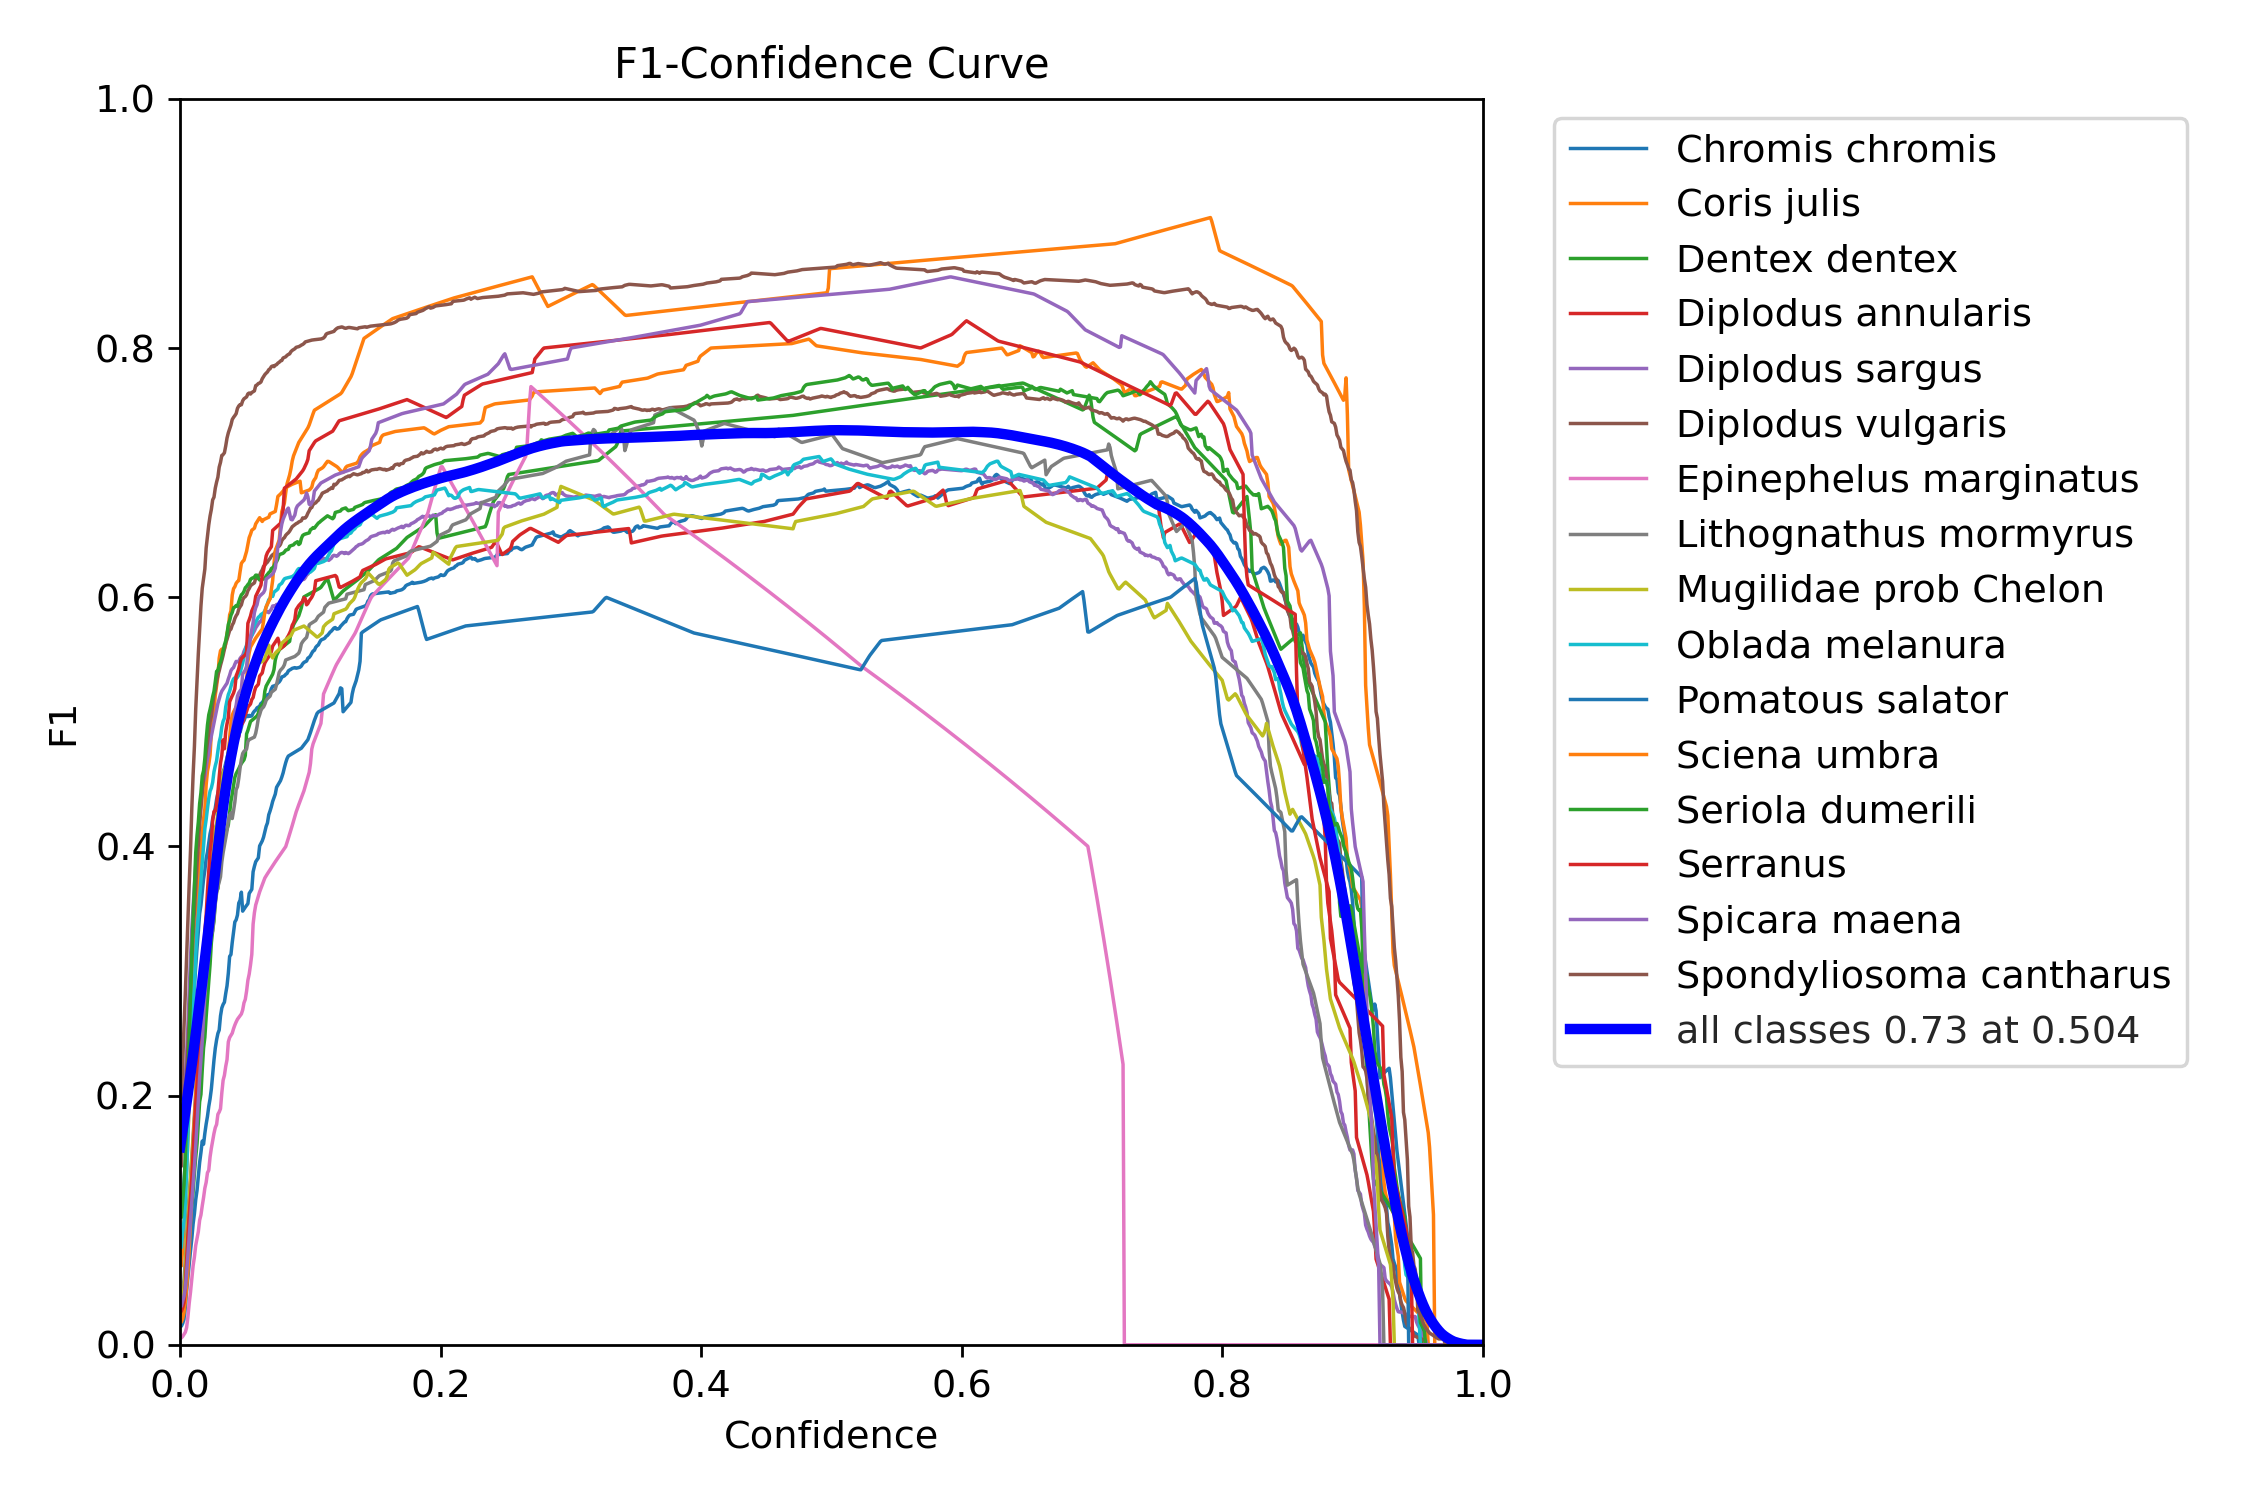 F1-Confidence Curve
1.0
0.8
0.6
0.4
0.2
0.0
F1
0.0 0.2 0.4 0.6 0.8 1.0
Confidence
Chromis chromis
Coris julis
Dentex dentex
Diplodus annularis
Diplodus sargus
Diplodus vulgaris
Epinephelus marginatus
Lithognathus mormyrus
Mugilidae prob Chelon
Oblada melanura
Pomatous salator
Sciena umbra
Seriola dumerili
Serranus
Spicara maena
Spondyliosoma cantharus
all classes 0.73 at 0.504